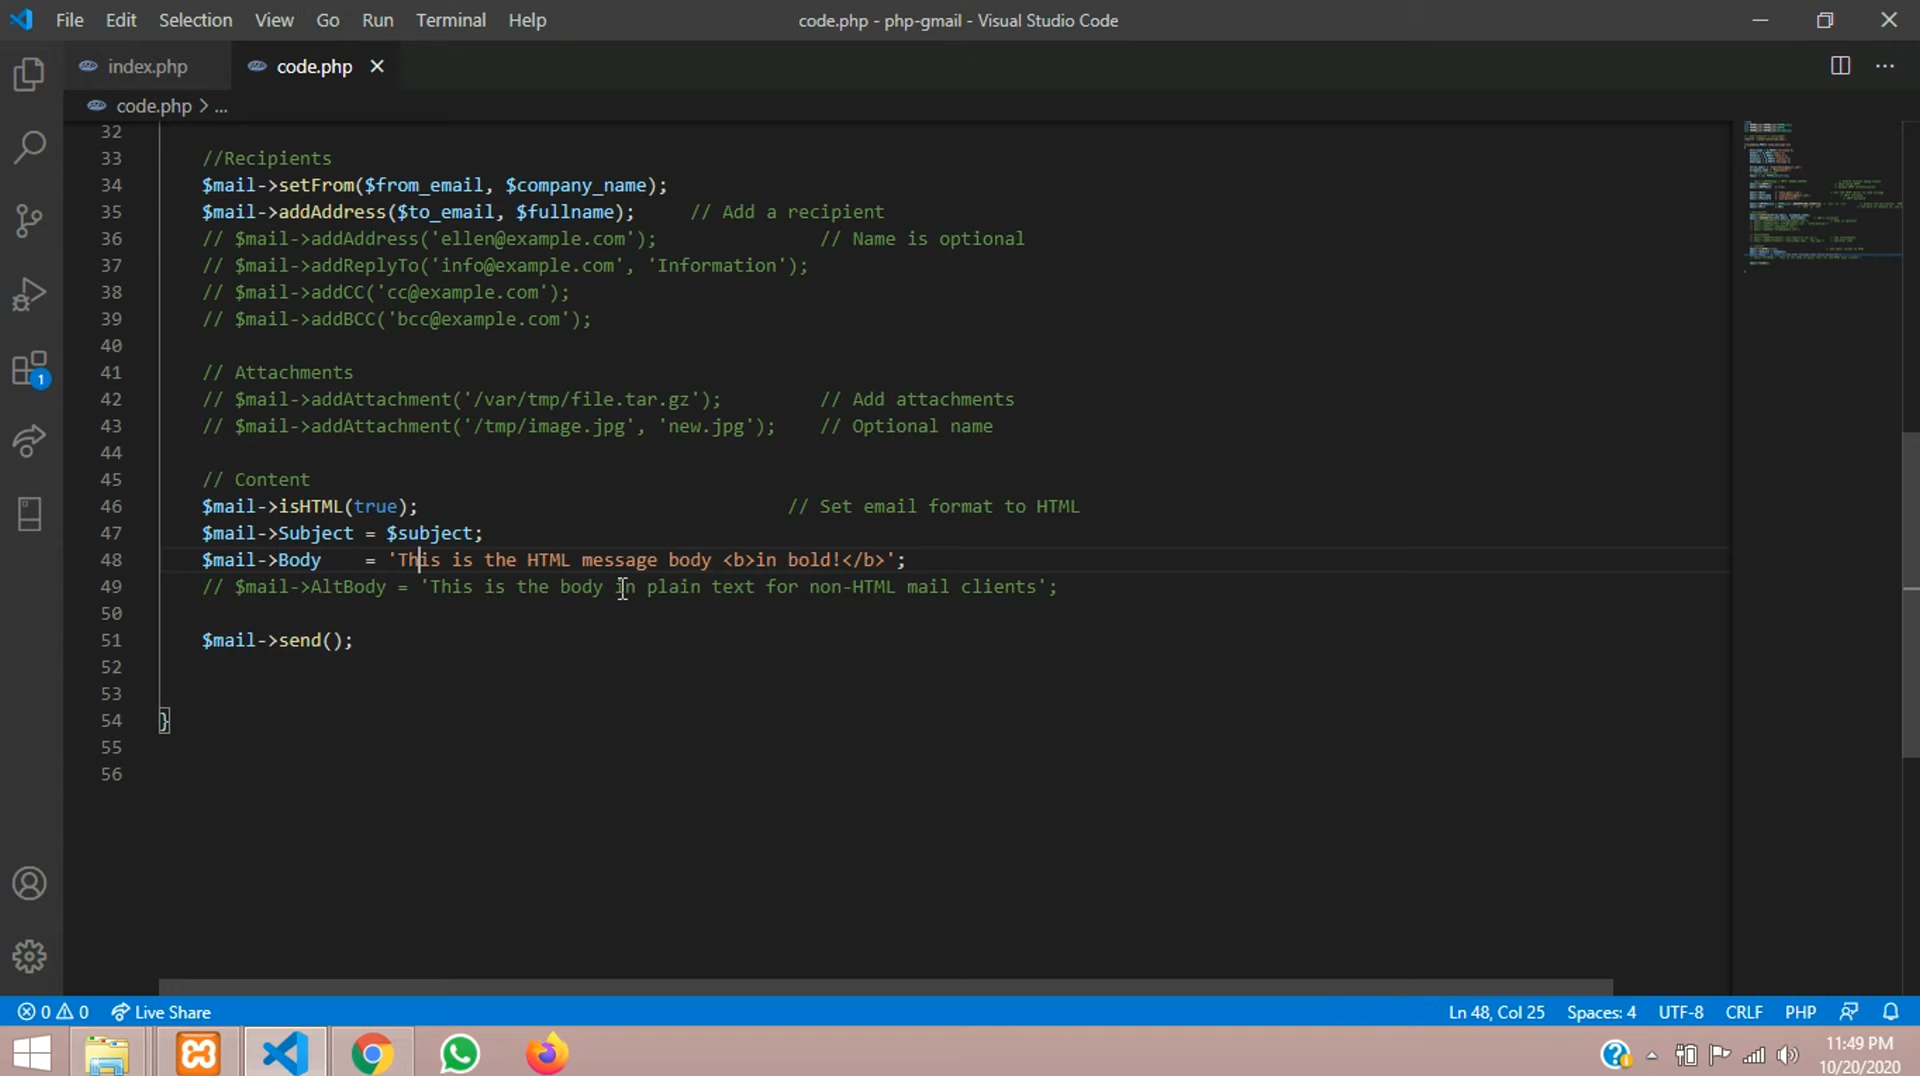 File Edit Selection View Go Run Terminal Help code.php - php-gmail - Visual Studio Code
index.php code.php
code.php > ...
32
33 //Recipients
34 $mail->setFrom($from_email, $company_name);
35 $mail->addAddress($to_email, $fullname); // Add a recipient
36 // $mail->addAddress('ellen@example.com'); // Name is optional
37 // $mail->addReplyTo('info@example.com', 'Information');
38 // $mail->addCC('cc@example.com');
39 // $mail->addBCC('bcc@example.com');
40
41 // Attachments
42 // $mail->addAttachment('/var/tmp/file.tar.gz'); // Add attachments
43 // $mail->addAttachment('/tmp/image.jpg', 'new.jpg'); // Optional name
44
45 // Content
46 $mail->isHTML(true); // Set email format to HTML
47 $mail->Subject = $subject;
48 $mail->Body = 'This is the HTML message body <b>in bold!</b>';
49 // $mail->AltBody = 'This is the body in plain text for non-HTML mail clients';
50
51 $mail->send();
52
53
54 }
55
56
1
0 0 Live Share Ln 48, Col 25 Spaces: 4 UTF-8 CRLF PHP
11:49 PM
10/20/2020